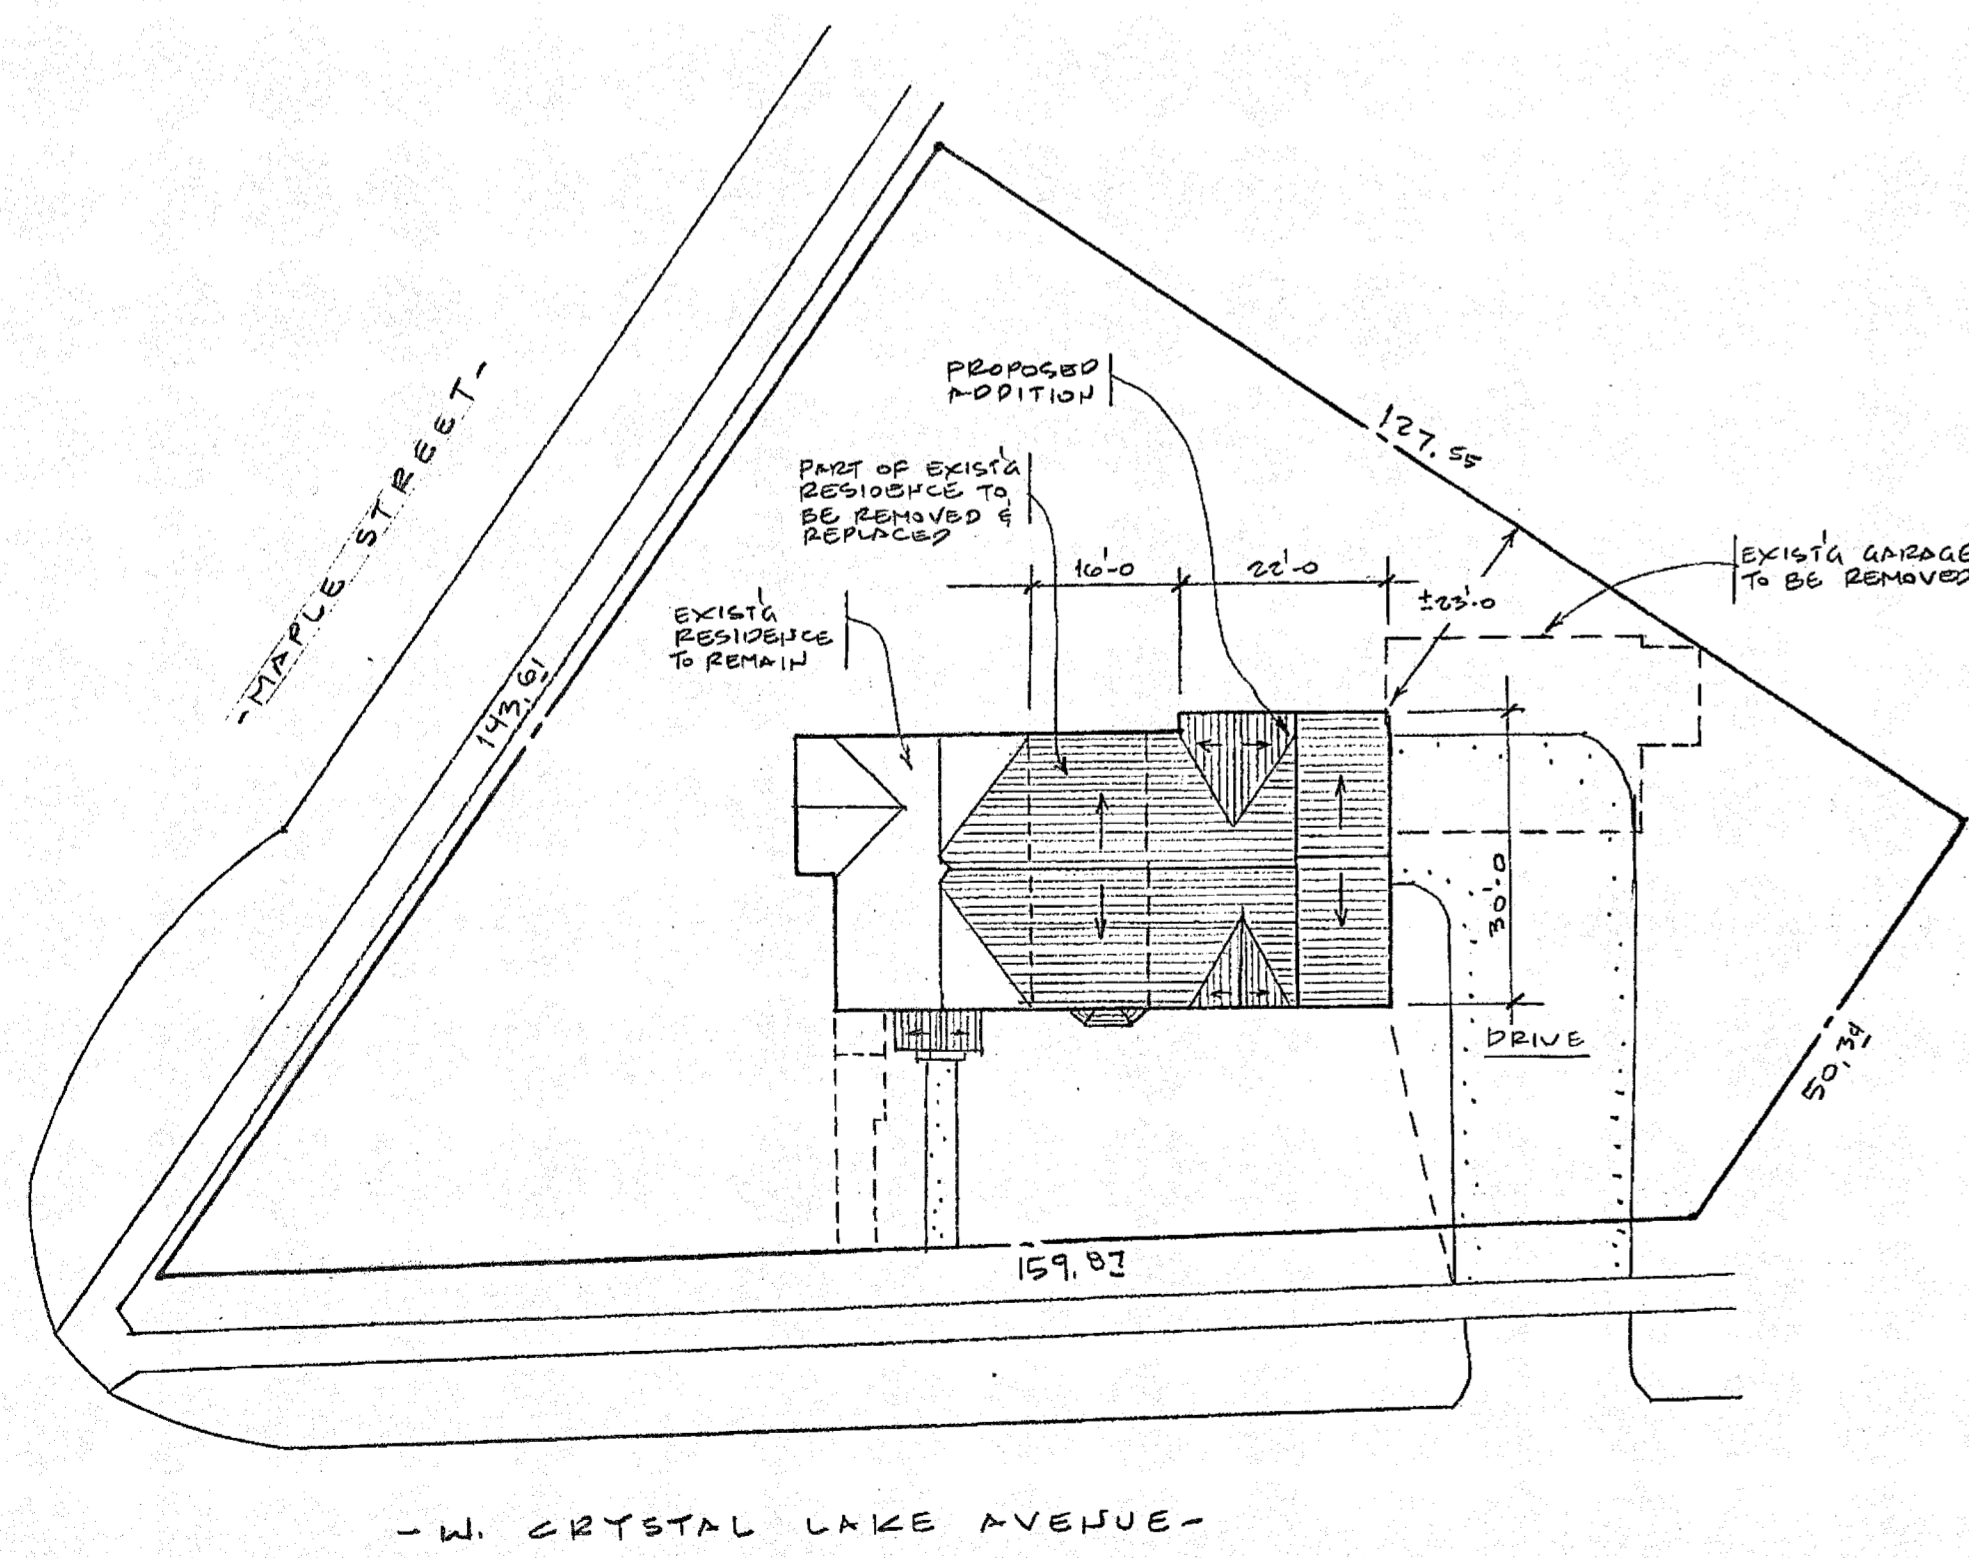 -MAPLE STREET-
143.61
PROPOSED
ADDITION
PART OF EXIST'G
RESIDENCE TO
BE REMOVED &
REPLACED
EXIST'G
RESIDENCE
TO REMAIN
16'-0
22'-0
127.55
±23'-0
EXIST'G GARAGE
TO BE REMOVED
30'-0
DRIVE
50.34
159.87
- W. CRYSTAL LAKE AVENUE -